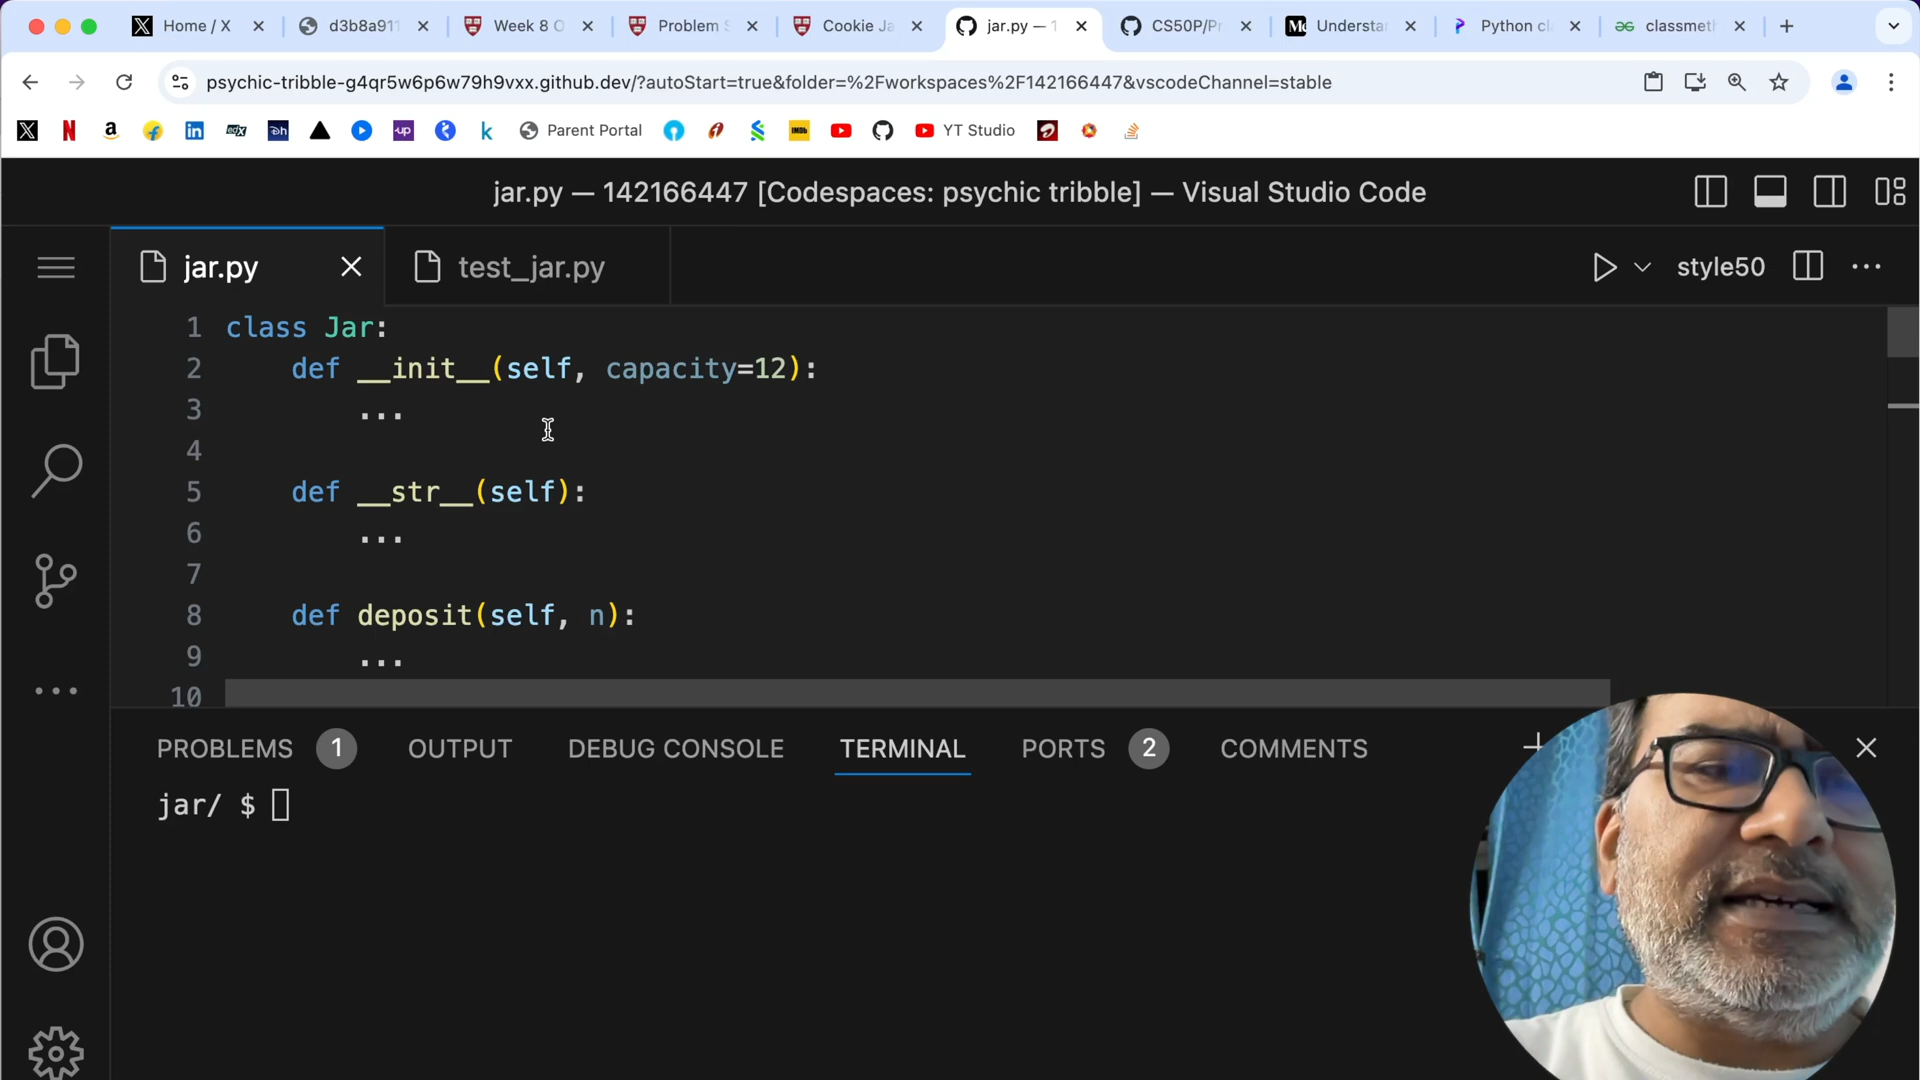 Home / X
d3b8a911
Week 8 O
Problem S
Cookie Ja
jar.py — 1
CS50P/Pr
Understa
Python cl
classmeth
psychic-tribble-g4qr5w6p6w79h9vxx.github.dev/?autoStart=true&folder=%2Fworkspaces%2F142166447&vscodeChannel=stable
Parent Portal
YT Studio
jar.py — 142166447 [Codespaces: psychic tribble] — Visual Studio Code
jar.py
test_jar.py
style50
1 class Jar:
2 def __init__(self, capacity=12):
3 ...
4
5 def __str__(self):
6 ...
7
8 def deposit(self, n):
9 ...
10
PROBLEMS 1 OUTPUT DEBUG CONSOLE TERMINAL PORTS 2 COMMENTS
jar/ $